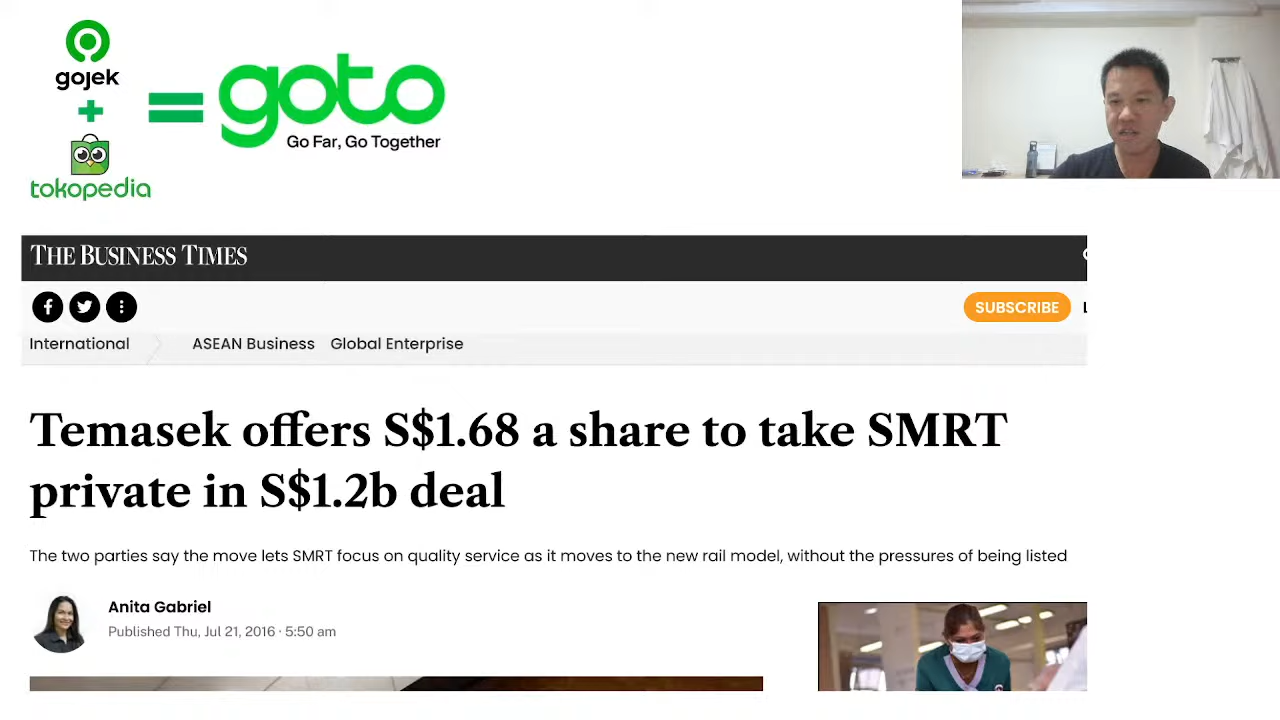 gojek
+
tokopedia
=
goto
Go Far, Go Together
THE BUSINESS TIMES
SUBSCRIBE
International
ASEAN Business
Global Enterprise
Temasek offers S$1.68 a share to take SMRT
private in S$1.2b deal
The two parties say the move lets SMRT focus on quality service as it moves to the new rail model, without the pressures of being listed
Anita Gabriel
Published Thu, Jul 21, 2016 · 5:50 am